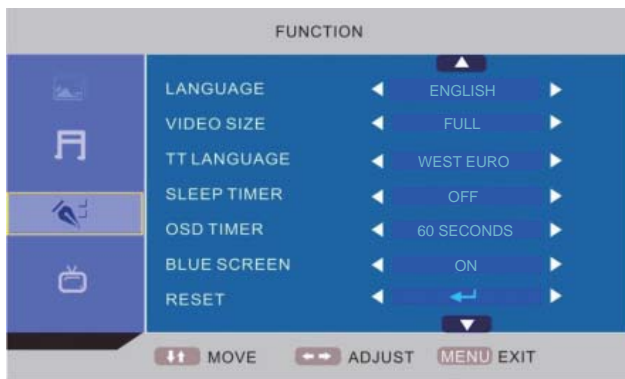 FUNCTION
LANGUAGE ENGLISH
VIDEO SIZE FULL
TT LANGUAGE WEST EURO
SLEEP TIMER OFF
OSD TIMER 60 SECONDS
BLUE SCREEN ON
RESET
MOVE ADJUST MENU EXIT